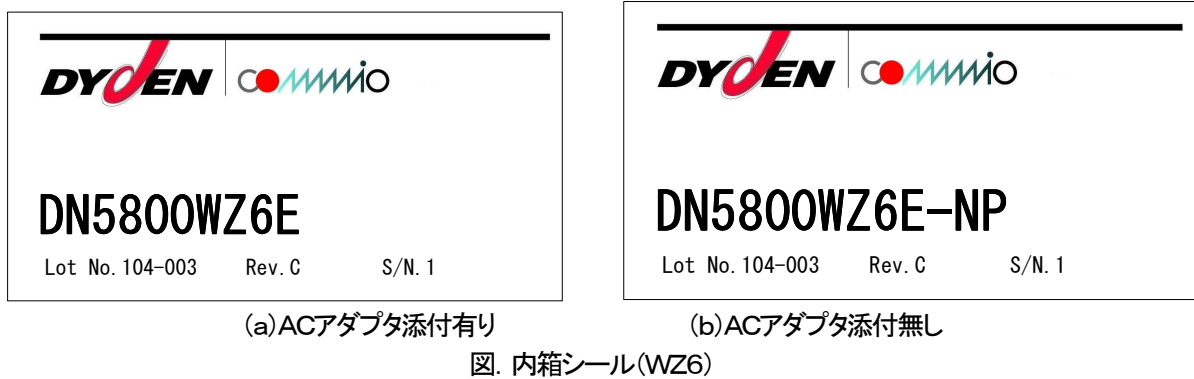 DYDEN commio
DN5800WZ6E
Lot No.104-003 Rev.C S/N.1
(a)ACアダプタ添付有り
DYDEN commio
DN5800WZ6E-NP
Lot No.104-003 Rev.C S/N.1
(b)ACアダプタ添付無し
図. 内箱シール(WZ6)